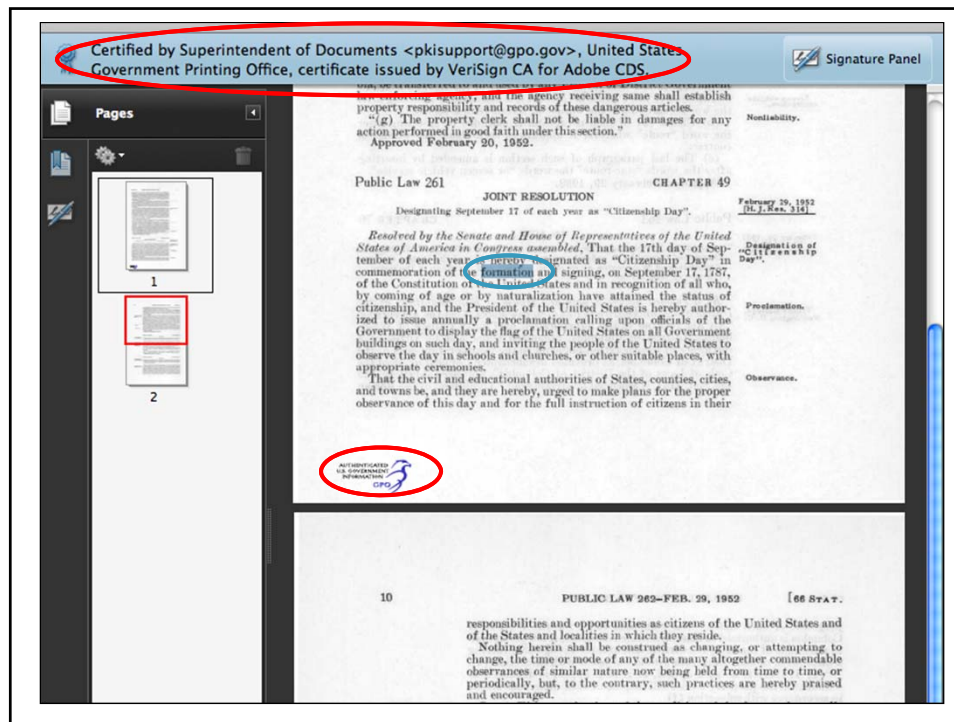 Certified by Superintendent of Documents <pkisupport@gpo.gov>, United States
Government Printing Office, certificate issued by VeriSign CA for Adobe CDS.
Signature Panel
Pages
1
2
law enforcing agency, and the agency receiving same shall establish
property responsibility and records of these dangerous articles.
“(g) The property clerk shall not be liable in damages for any
action performed in good faith under this section.”
Approved February 20, 1952.
Nonliability.
Public Law 261
CHAPTER 49
JOINT RESOLUTION
Designating September 17 of each year as “Citizenship Day”.
February 29, 1952
[H. J. Res. 314]
Resolved by the Senate and House of Representatives of the United
States of America in Congress assembled, That the 17th day of Sep-
tember of each year is hereby designated as “Citizenship Day” in
commemoration of the formation and signing, on September 17, 1787,
of the Constitution of the United States and in recognition of all who,
by coming of age or by naturalization have attained the status of
citizenship, and the President of the United States is hereby author-
ized to issue annually a proclamation calling upon officials of the
Government to display the flag of the United States on all Government
buildings on such day, and inviting the people of the United States to
observe the day in schools and churches, or other suitable places, with
appropriate ceremonies.
That the civil and educational authorities of States, counties, cities,
and towns be, and they are hereby, urged to make plans for the proper
observance of this day and for the full instruction of citizens in their
Designation of
“Citizenship
Day”.
Proclamation.
Observance.
AUTHENTICATED
U.S. GOVERNMENT
INFORMATION
GPO
10
PUBLIC LAW 262–FEB. 29, 1952
[66 STAT.
responsibilities and opportunities as citizens of the United States and
of the States and localities in which they reside.
Nothing herein shall be construed as changing, or attempting to
change, the time or mode of any of the many altogether commendable
observances of similar nature now being held from time to time, or
periodically, but, to the contrary, such practices are hereby praised
and encouraged.